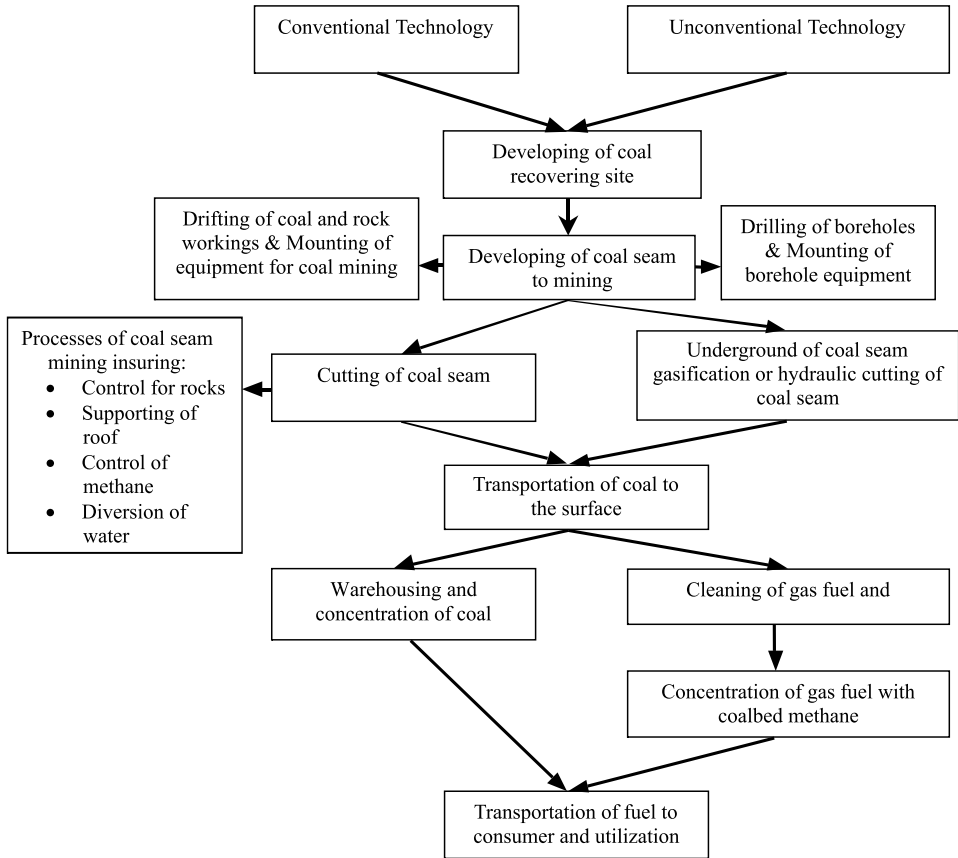 Conventional Technology
Unconventional Technology
Developing of coal
recovering site
Drifting of coal and rock
workings & Mounting of
equipment for coal mining
Developing of coal seam
to mining
Drilling of boreholes
& Mounting of
borehole equipment
Processes of coal seam
mining insuring:
• Control for rocks
• Supporting of
roof
• Control of
methane
• Diversion of
water
Cutting of coal seam
Underground of coal seam
gasification or hydraulic cutting of
coal seam
Transportation of coal to
the surface
Warehousing and
concentration of coal
Cleaning of gas fuel and
Concentration of gas fuel with
coalbed methane
Transportation of fuel to
consumer and utilization